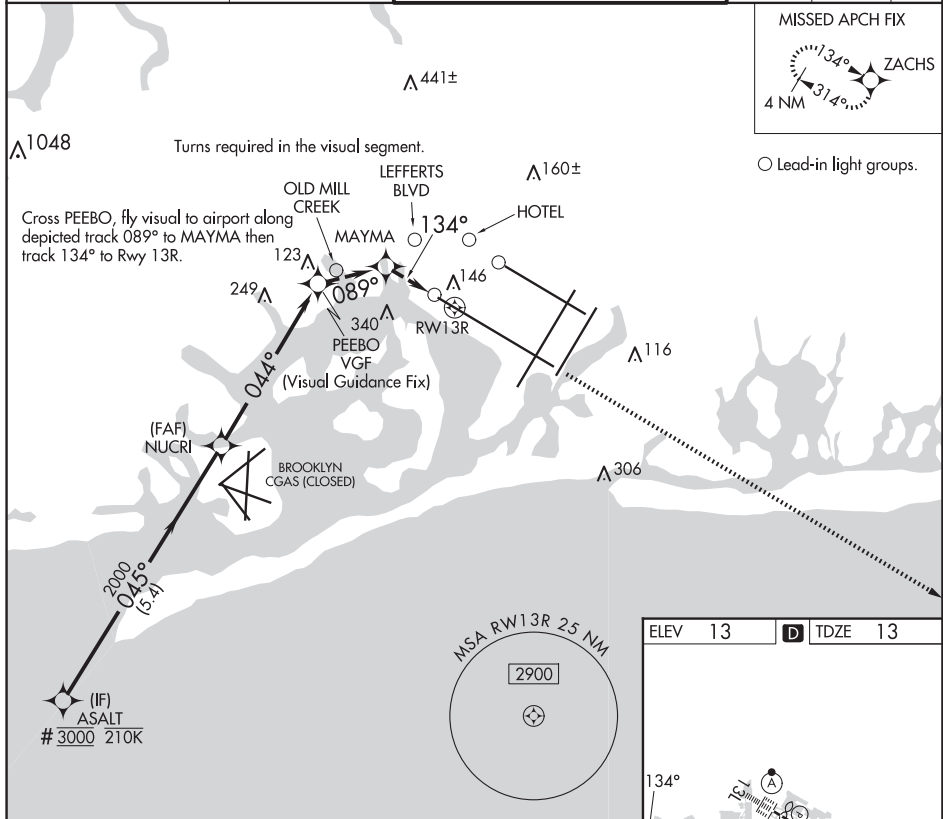 MISSED APCH FIX
134°
ZACHS
4 NM
314°
441±
1048
Turns required in the visual segment.
160±
Lead-in light groups.
LEFFERTS
BLVD
OLD MILL
CREEK
HOTEL
134°
Cross PEEBO, fly visual to airport along
depicted track 089° to MAYMA then
track 134° to Rwy 13R.
MAYMA
123
146
249
089°
340
RW13R
PEEBO
VGF
(Visual Guidance Fix)
116
044°
(FAF)
NUCRI
BROOKLYN
CGAS (CLOSED)
306
2000
045°
(5.4)
MSA RW13R 25 NM
2900
ELEV 13
D
TDZE 13
(IF)
ASALT
# 3000 210K
134°
13L
A
P